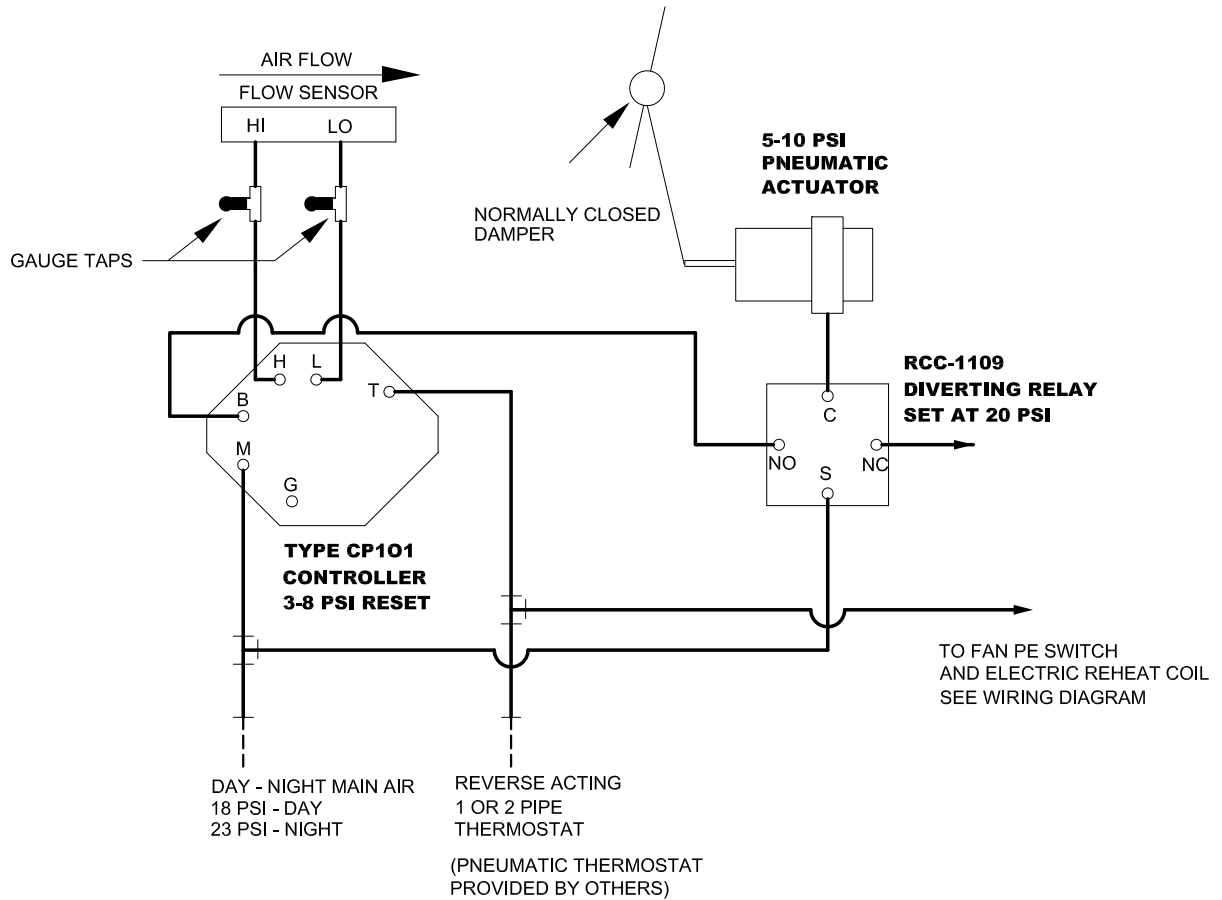 AIR FLOW
FLOW SENSOR
HI
LO
GAUGE TAPS
NORMALLY CLOSED
DAMPER
5-10 PSI
PNEUMATIC
ACTUATOR
H
L
T
B
M
G
TYPE CP1O1
CONTROLLER
3-8 PSI RESET
RCC-1109
DIVERTING RELAY
SET AT 20 PSI
C
NO
NC
S
TO FAN PE SWITCH
AND ELECTRIC REHEAT COIL
SEE WIRING DIAGRAM
DAY - NIGHT MAIN AIR
18 PSI - DAY
23 PSI - NIGHT
REVERSE ACTING
1 OR 2 PIPE
THERMOSTAT
(PNEUMATIC THERMOSTAT
PROVIDED BY OTHERS)